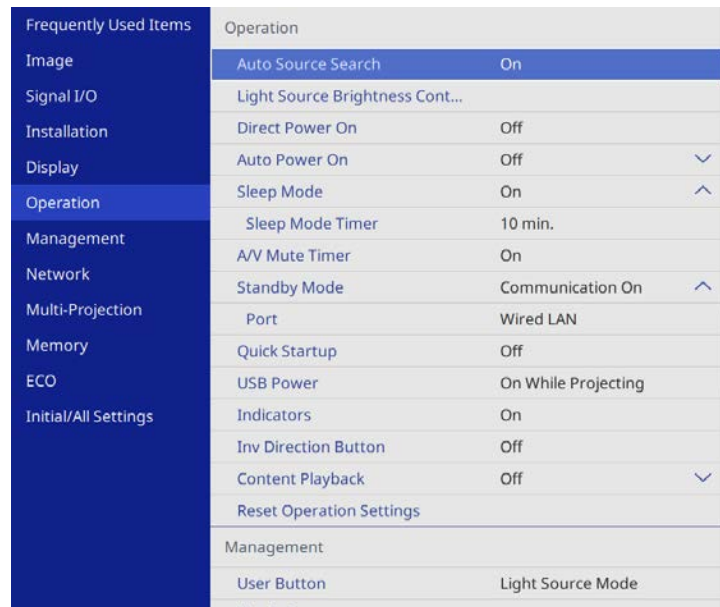 Frequently Used Items
Image
Signal I/O
Installation
Display
Operation
Management
Network
Multi-Projection
Memory
ECO
Initial/All Settings
Operation
Auto Source Search On
Light Source Brightness Cont...
Direct Power On Off
Auto Power On Off
Sleep Mode On
Sleep Mode Timer 10 min.
A/V Mute Timer On
Standby Mode Communication On
Port Wired LAN
Quick Startup Off
USB Power On While Projecting
Indicators On
Inv Direction Button Off
Content Playback Off
Reset Operation Settings
Management
User Button Light Source Mode